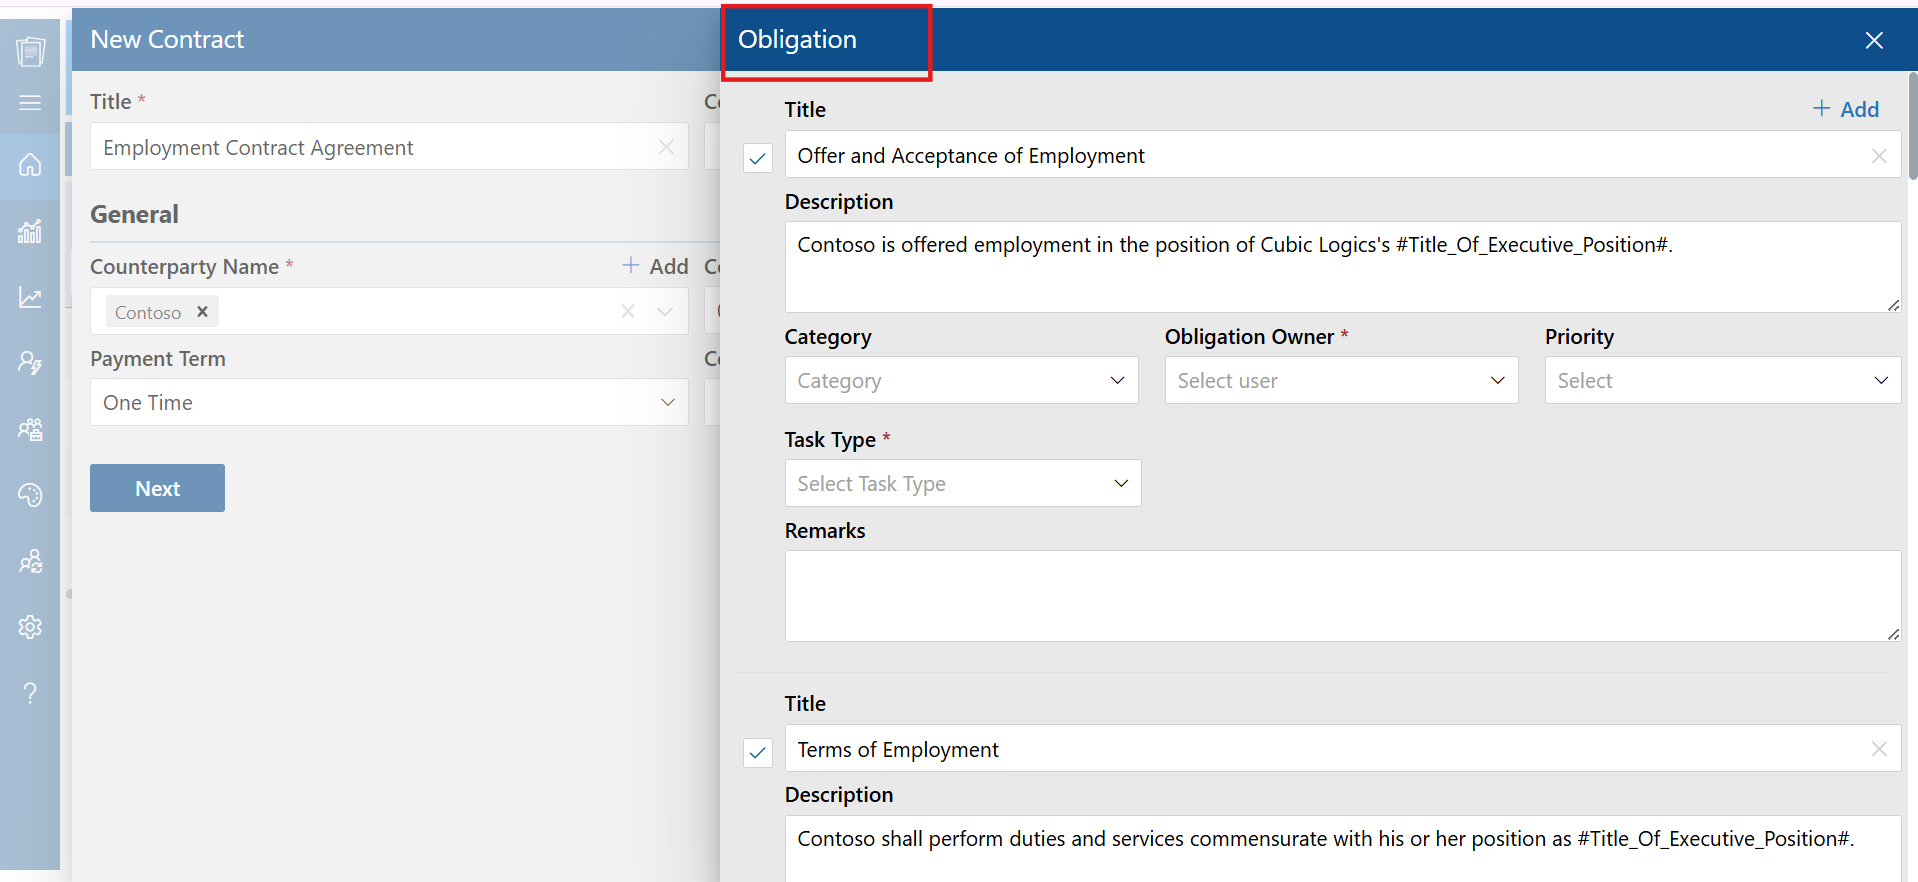 New Contract
Title *
Employment Contract Agreement
General
Counterparty Name *
+ Add
Contoso
Payment Term
One Time
Next
Obligation
Title
+ Add
Offer and Acceptance of Employment
Description
Contoso is offered employment in the position of Cubic Logics's #Title_Of_Executive_Position#.
Category
Obligation Owner *
Priority
Category
Select user
Select
Task Type *
Select Task Type
Remarks
Title
Terms of Employment
Description
Contoso shall perform duties and services commensurate with his or her position as #Title_Of_Executive_Position#.